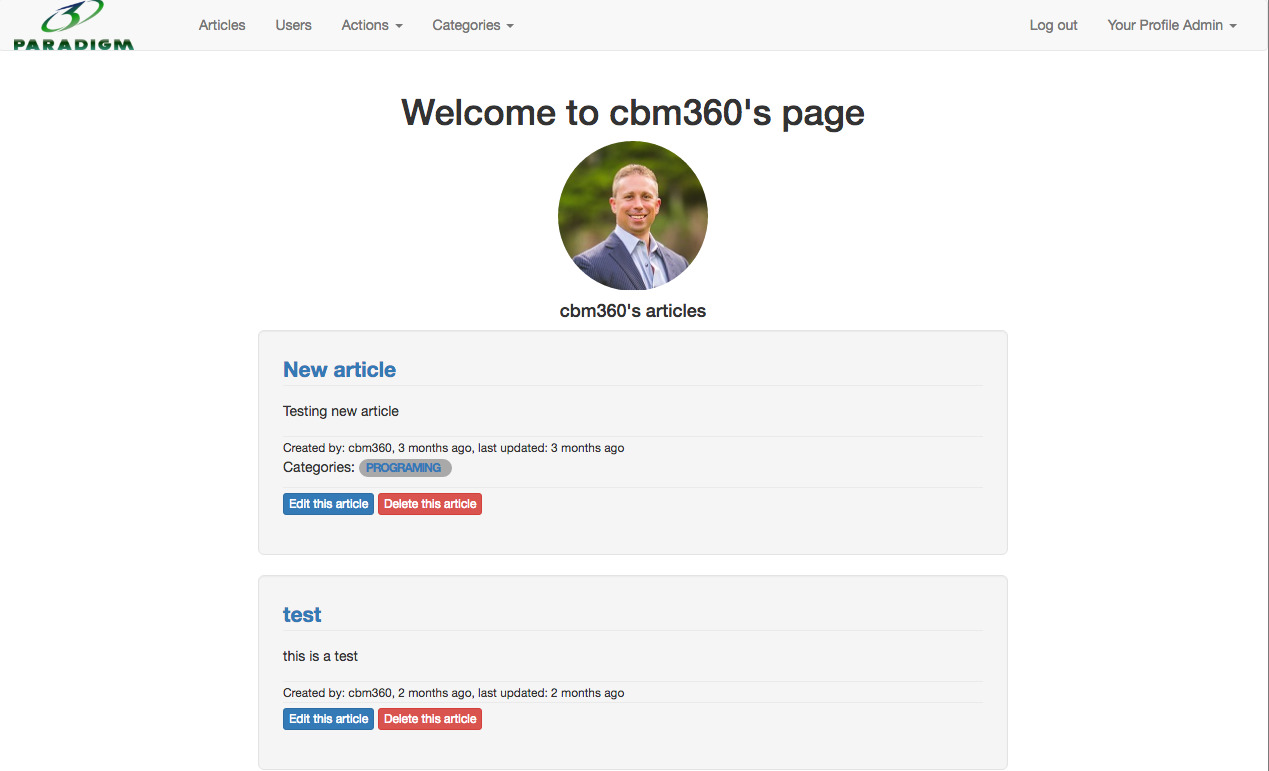 PARADIGM
Articles Users Actions Categories Log out Your Profile Admin
Welcome to cbm360's page
cbm360's articles
New article
Testing new article
Created by: cbm360, 3 months ago, last updated: 3 months ago
Categories: PROGRAMING
Edit this article Delete this article
test
this is a test
Created by: cbm360, 2 months ago, last updated: 2 months ago
Edit this article Delete this article